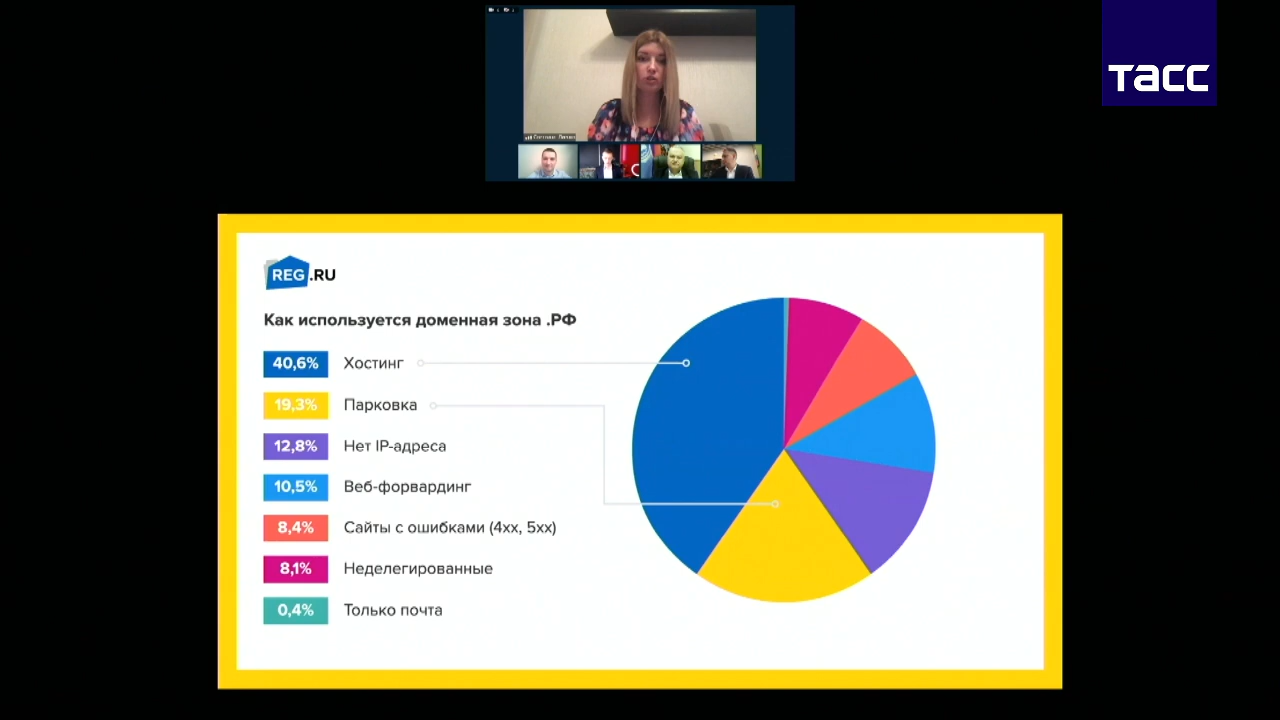 ТАСС
REG.RU
Как используется доменная зона .РФ
40,6% Хостинг
19,3% Парковка
12,8% Нет IP-адреса
10,5% Веб-форвардинг
8,4% Сайты с ошибками (4xx, 5xx)
8,1% Неделегированные
0,4% Только почта